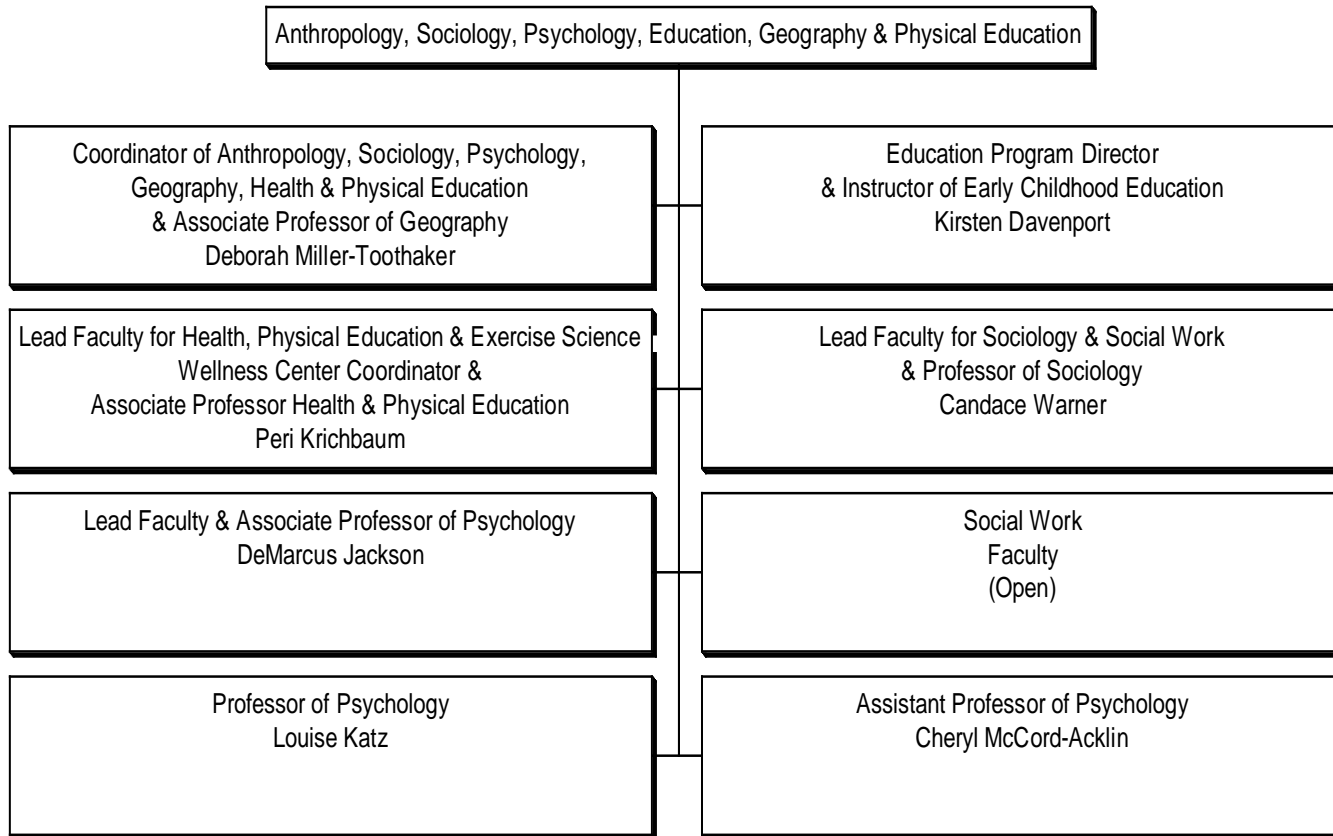 Anthropology, Sociology, Psychology, Education, Geography & Physical Education
Coordinator of Anthropology, Sociology, Psychology,
Geography, Health & Physical Education
& Associate Professor of Geography
Deborah Miller-Toothaker
Education Program Director
& Instructor of Early Childhood Education
Kirsten Davenport
Lead Faculty for Health, Physical Education & Exercise Science
Wellness Center Coordinator &
Associate Professor Health & Physical Education
Peri Krichbaum
Lead Faculty for Sociology & Social Work
& Professor of Sociology
Candace Warner
Lead Faculty & Associate Professor of Psychology
DeMarcus Jackson
Social Work
Faculty
(Open)
Professor of Psychology
Louise Katz
Assistant Professor of Psychology
Cheryl McCord-Acklin